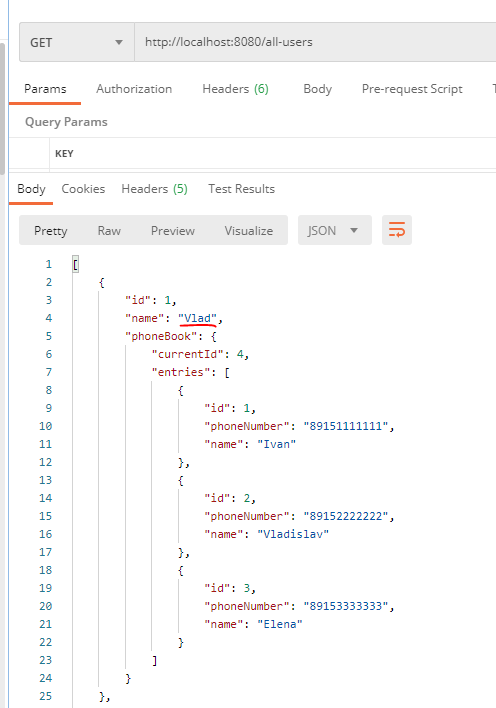 GET http://localhost:8080/all-users
Params Authorization Headers (6) Body Pre-request Script
Query Params
KEY
Body Cookies Headers (5) Test Results
Pretty Raw Preview Visualize JSON
1 [
2 {
3 "id": 1,
4 "name": "Vlad",
5 "phoneBook": {
6 "currentId": 4,
7 "entries": [
8 {
9 "id": 1,
10 "phoneNumber": "89151111111",
11 "name": "Ivan"
12 },
13 {
14 "id": 2,
15 "phoneNumber": "89152222222",
16 "name": "Vladislav"
17 },
18 {
19 "id": 3,
20 "phoneNumber": "89153333333",
21 "name": "Elena"
22 }
23 ]
24 }
25 },